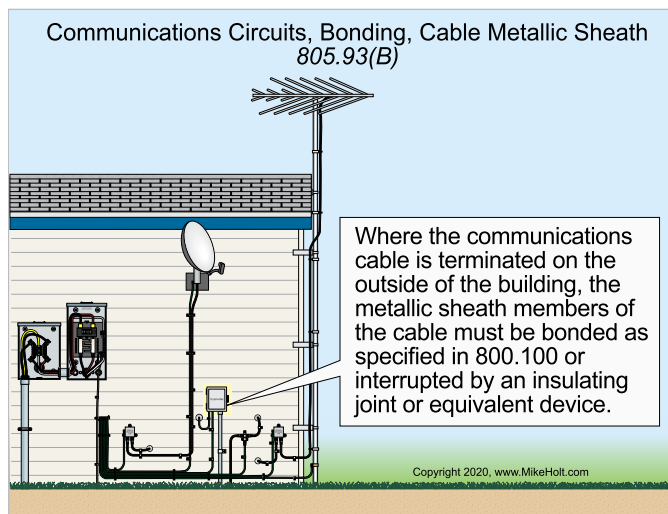 Communications Circuits, Bonding, Cable Metallic Sheath
805.93(B)
Where the communications
cable is terminated on the
outside of the building, the
metallic sheath members of
the cable must be bonded as
specified in 800.100 or
interrupted by an insulating
joint or equivalent device.
Copyright 2020, www.MikeHolt.com